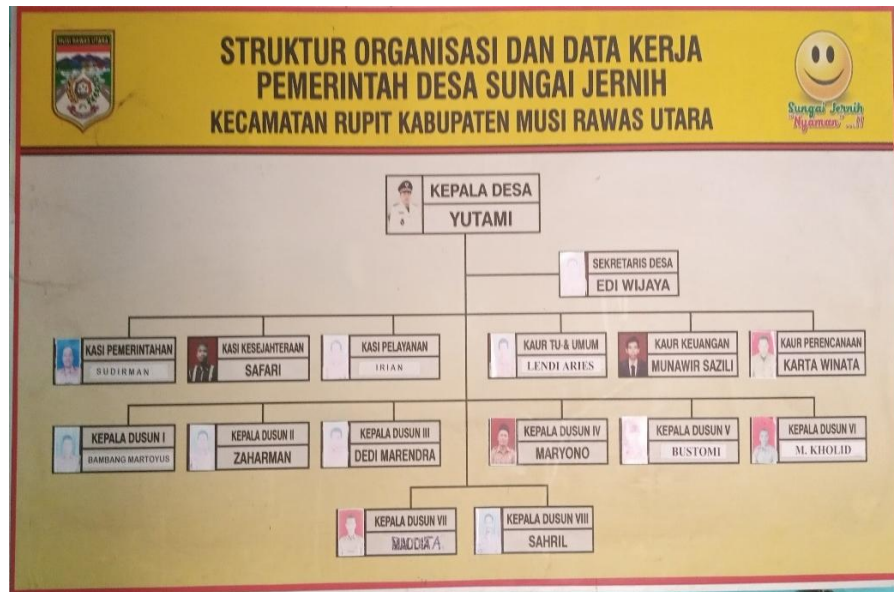 MUSI RAWAS UTARA
STRUKTUR ORGANISASI DAN DATA KERJA
PEMERINTAH DESA SUNGAI JERNIH
KECAMATAN RUPIT KABUPATEN MUSI RAWAS UTARA
Sungai Jernih
"Nyaman"...!!
KEPALA DESA
YUTAMI
SEKRETARIS DESA
EDI WIJAYA
KASI PEMERINTAHAN
SUDIRMAN
KASI KESEJAHTERAAN
SAFARI
KASI PELAYANAN
IRIAN
KAUR TU & UMUM
LENDI ARIES
KAUR KEUANGAN
MUNAWIR SAZILI
KAUR PERENCANAAN
KARTA WINATA
KEPALA DUSUN I
BAMBANG MARTOYUS
KEPALA DUSUN II
ZAHARMAN
KEPALA DUSUN III
DEDI MARENDRA
KEPALA DUSUN IV
MARYONO
KEPALA DUSUN V
BUSTOMI
KEPALA DUSUN VI
M. KHOLID
KEPALA DUSUN VII
KEPALA DUSUN VIII
SAHRIL